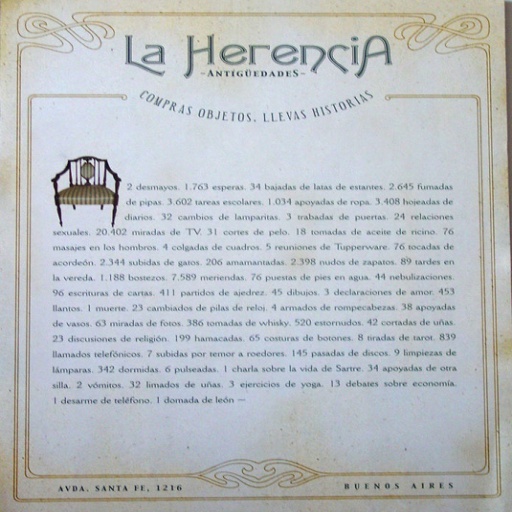 La Herencia
-ANTIGÜEDADES-
COMPRAS OBJETOS, LLEVAS HISTORIAS
2 desmayos. 1.763 esperas. 34 bajadas de latas de estantes. 2.645 fumadas
de pipas. 3.602 tareas escolares. 1.034 apoyadas de ropa. 3.408 hojeadas de
diarios. 32 cambios de lamparitas. 3 trabadas de puertas. 24 relaciones
sexuales. 20.402 miradas de TV. 31 cortes de pelo. 18 tomadas de aceite de ricino. 76
masajes en los hombros. 4 colgadas de cuadros. 5 reuniones de Tupperware. 76 tocadas de
acordeón. 2.344 subidas de gatos. 206 amamantadas. 2.398 nudos de zapatos. 89 tardes en
la vereda. 1.188 bostezos. 7.589 meriendas. 76 puestas de pies en agua. 44 nebulizaciones.
96 escrituras de cartas. 411 partidos de ajedrez. 45 dibujos. 3 declaraciones de amor. 453
llantos. 1 muerte. 23 cambiados de pilas de reloj. 4 armados de rompecabezas. 38 apoyadas
de vasos. 63 miradas de fotos. 386 tomadas de whisky. 520 estornudos. 42 cortadas de uñas.
23 discusiones de religión. 199 hamacadas. 65 costuras de botones. 8 tiradas de tarot. 839
llamados telefónicos. 7 subidas por temor a roedores. 145 pasadas de discos. 9 limpiezas de
lámparas. 342 dormidas. 6 pulseadas. 1 charla sobre la vida de Sartre. 34 apoyadas de otra
silla. 2 vómitos. 32 limados de uñas. 3 ejercicios de yoga. 13 debates sobre economía.
1 desarme de teléfono. 1 domada de león —
AVDA. SANTA FE, 1216
BUENOS AIRES